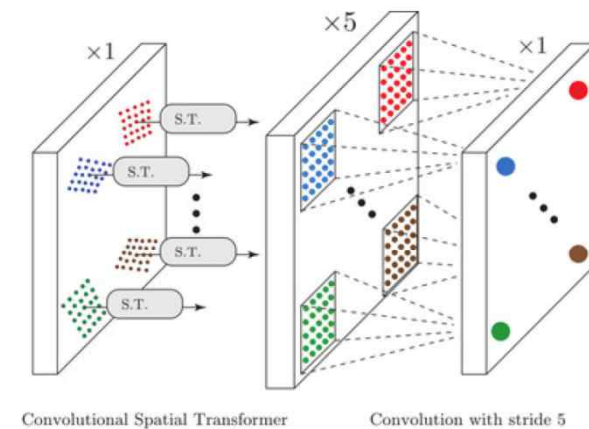 ×1
×5
×1
S.T.
S.T.
S.T.
S.T.
Convolutional Spatial Transformer
Convolution with stride 5